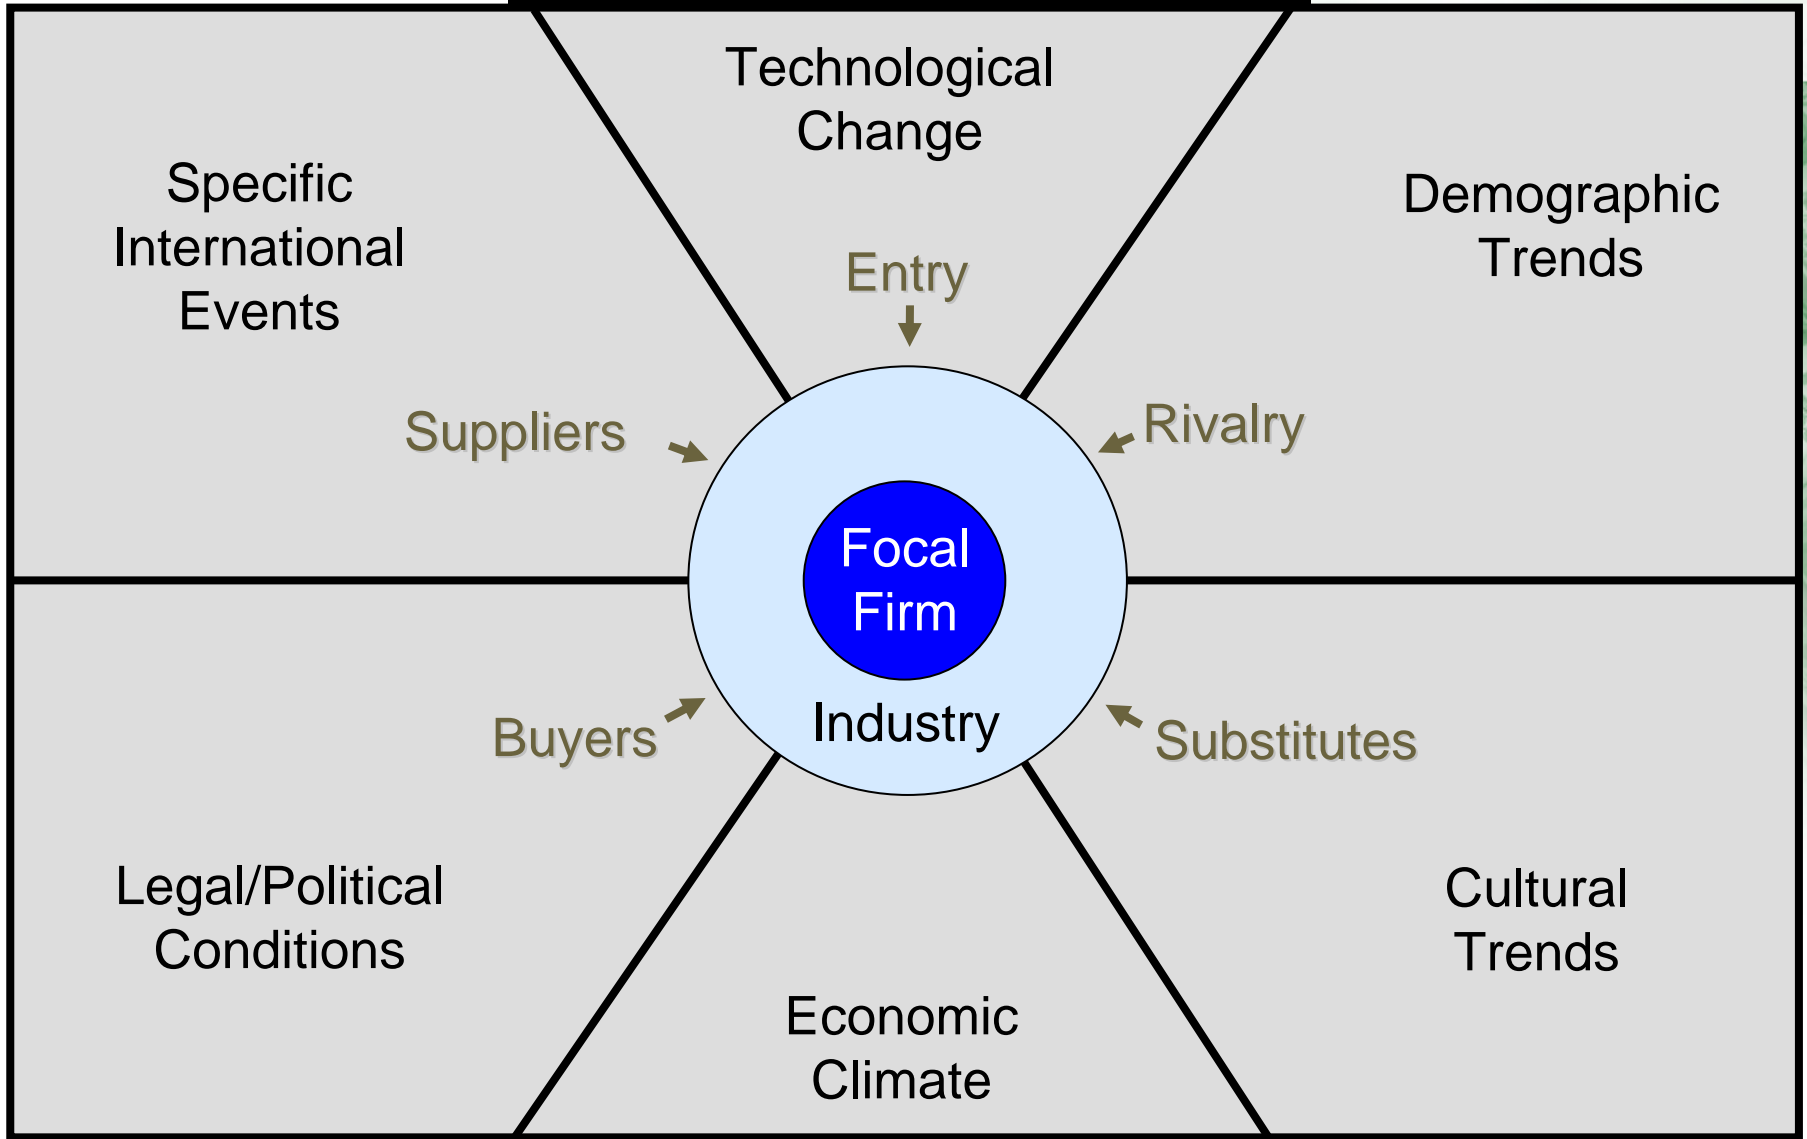 Technological
Change
Specific
International
Events
Demographic
Trends
Entry
Suppliers
Rivalry
Focal
Firm
Industry
Buyers
Substitutes
Legal/Political
Conditions
Cultural
Trends
Economic
Climate